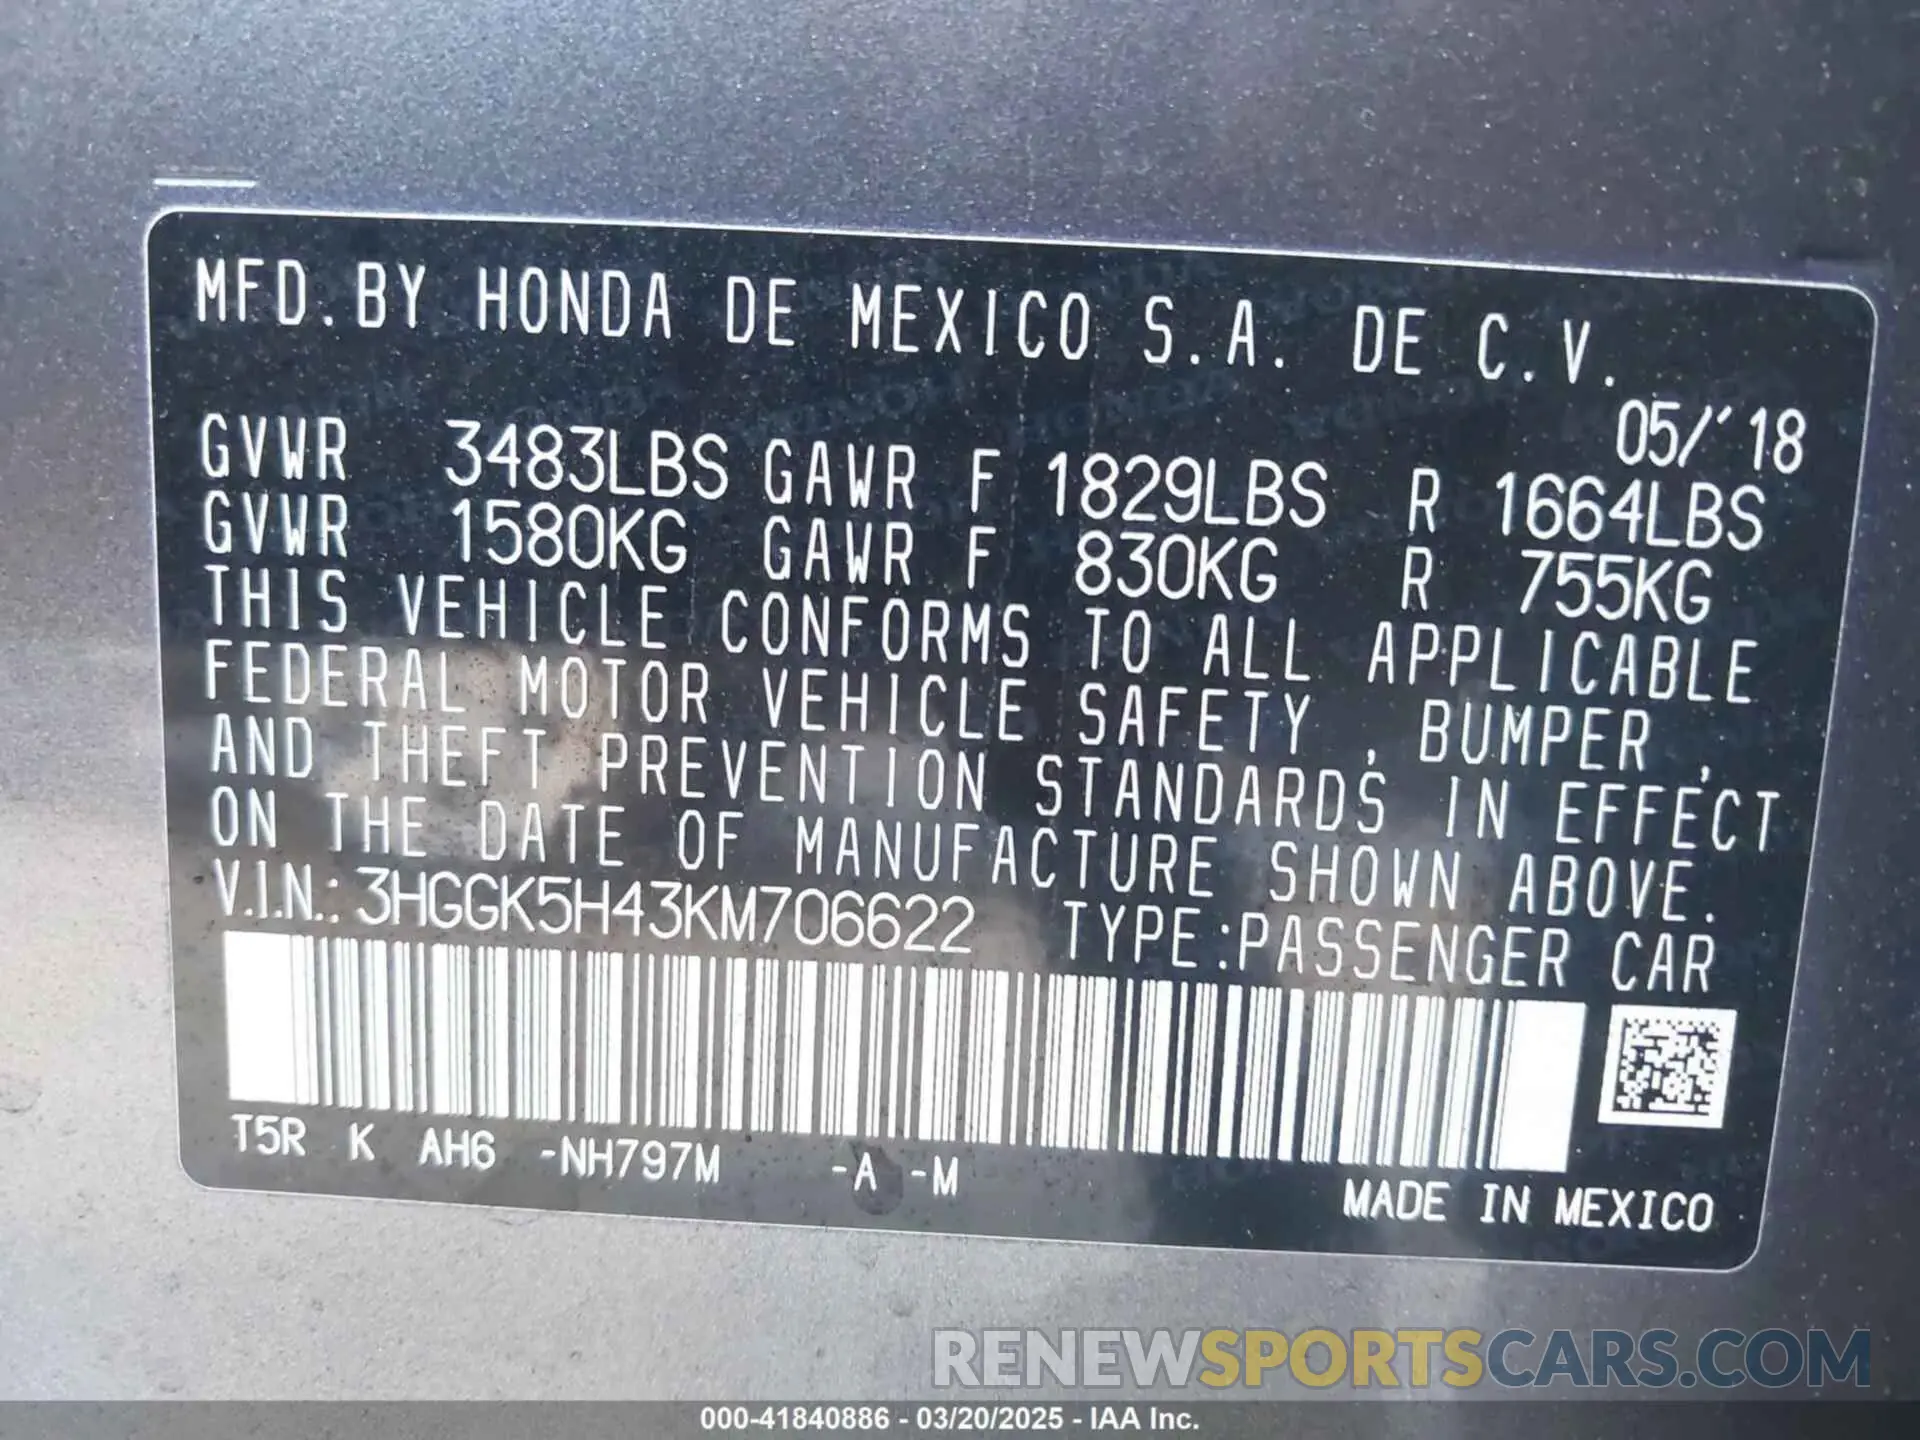 MFD. BY HONDA DE MEXICO S.A. DE C.V.
05/'18
GVWR 3483LBS GAWR F 1829LBS R 1664LBS
GVWR 1580KG GAWR F 830KG R 755KG
THIS VEHICLE CONFORMS TO ALL APPLICABLE
FEDERAL MOTOR VEHICLE SAFETY , BUMPER ,
AND THEFT PREVENTION STANDARDS IN EFFECT
ON THE DATE OF MANUFACTURE SHOWN ABOVE.
V.I.N.: 3HGGK5H43KM706622 TYPE:PASSENGER CAR
T5R K AH6 -NH797M -A -M
MADE IN MEXICO
RENEWSPORTSCARS.COM
000-41840886 - 03/20/2025 - IAA Inc.